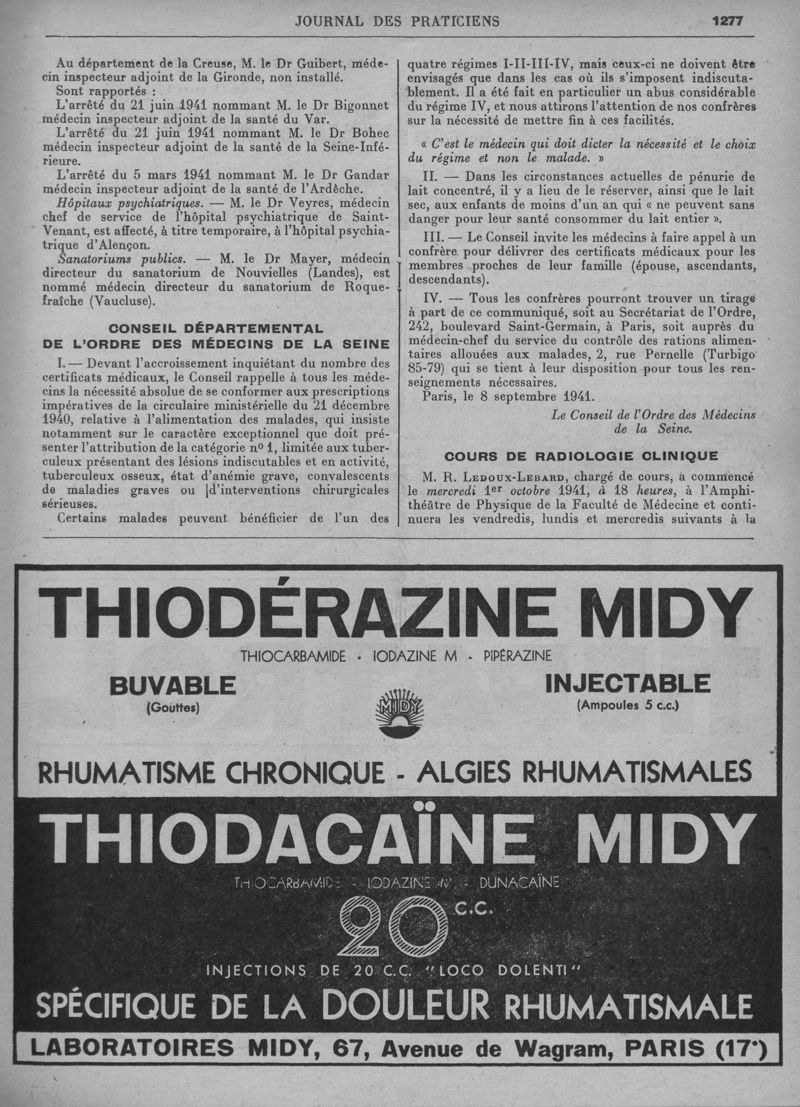 JOURNAL DES PRATICIENS 1277
Au département de la Creuse, M. le Dr Guibert, méde-
cin inspecteur adjoint de la Gironde, non installé.
Sont rapportés :
L'arrêté du 21 juin 1941 nommant M. le Dr Bigonnet
médecin inspecteur adjoint de la santé du Var.
L'arrêté du 21 juin 1941 nommant M. le Dr Bohec
médecin inspecteur adjoint de la santé de la Seine-Infé-
rieure.
L'arrêté du 5 mars 1941 nommant M. le Dr Gandar
médecin inspecteur adjoint de la santé de l'Ardèche.
Hôpitaux psychiatriques. — M. le Dr Veyres, médecin
chef de service de l'hôpital psychiatrique de Saint-
Venant, est affecté, à titre temporaire, à l'hôpital psychia-
trique d'Alençon.
Sanatoriums publics. — M. le Dr Mayer, médecin
directeur du sanatorium de Nouvielles (Landes), est
nommé médecin directeur du sanatorium de Roque-
fraîche (Vaucluse).
CONSEIL DÉPARTEMENTAL
DE L'ORDRE DES MÉDECINS DE LA SEINE
I. — Devant l'accroissement inquiétant du nombre des
certificats médicaux, le Conseil rappelle à tous les méde-
cins la nécessité absolue de se conformer aux prescriptions
impératives de la circulaire ministérielle du 21 décembre
1940, relative à l'alimentation des malades, qui insiste
notamment sur le caractère exceptionnel que doit pré-
senter l'attribution de la catégorie nº 1, limitée aux tuber-
culeux présentant des lésions indiscutables et en activité,
tuberculeux osseux, état d'anémie grave, convalescents
de maladies graves ou d'interventions chirurgicales
sérieuses.
Certains malades peuvent bénéficier de l'un des
quatre régimes I-II-III-IV, mais ceux-ci ne doivent être
envisagés que dans les cas où ils s'imposent indiscuta-
blement. Il a été fait en particulier un abus considérable
du régime IV, et nous attirons l'attention de nos confrères
sur la nécessité de mettre fin à ces facilités.
« C'est le médecin qui doit dicter la nécessité et le choix
du régime et non le malade. »
II. — Dans les circonstances actuelles de pénurie de
lait concentré, il y a lieu de le réserver, ainsi que le lait
sec, aux enfants de moins d'un an qui « ne peuvent sans
danger pour leur santé consommer du lait entier ».
III. — Le Conseil invite les médecins à faire appel à un
confrère pour délivrer des certificats médicaux pour les
membres proches de leur famille (épouse, ascendants,
descendants).
IV. — Tous les confrères pourront trouver un tirage
à part de ce communiqué, soit au Secrétariat de l'Ordre,
242, boulevard Saint-Germain, à Paris, soit auprès du
médecin-chef du service du contrôle des rations alimen-
taires allouées aux malades, 2, rue Pernelle (Turbigo
85-79) qui se tient à leur disposition pour tous les ren-
seignements nécessaires.
Paris, le 8 septembre 1941.
Le Conseil de l'Ordre des Médecins
de la Seine.
COURS DE RADIOLOGIE CLINIQUE
M. R. LEDOUX-LEBARD, chargé de cours, a commencé
le mercredi 1er octobre 1941, à 18 heures, à l'Amphi-
théâtre de Physique de la Faculté de Médecine et conti-
nuera les vendredis, lundis et mercredis suivants à la
THIODÉRAZINE MIDY
THIOCARBAMIDE - IODAZINE M - PIPÉRAZINE
BUVABLE
(Gouttes)
MIDY
INJECTABLE
(Ampoules 5 c.c.)
RHUMATISME CHRONIQUE - ALGIES RHUMATISMALES
THIODACAÏNE MIDY
THIOCARBAMIDE - IODAZINE M - DUNACAÏNE
20 C.C.
INJECTIONS DE 20 C.C. "LOCO DOLENTI"
SPÉCIFIQUE DE LA DOULEUR RHUMATISMALE
LABORATOIRES MIDY, 67, Avenue de Wagram, PARIS (17e)